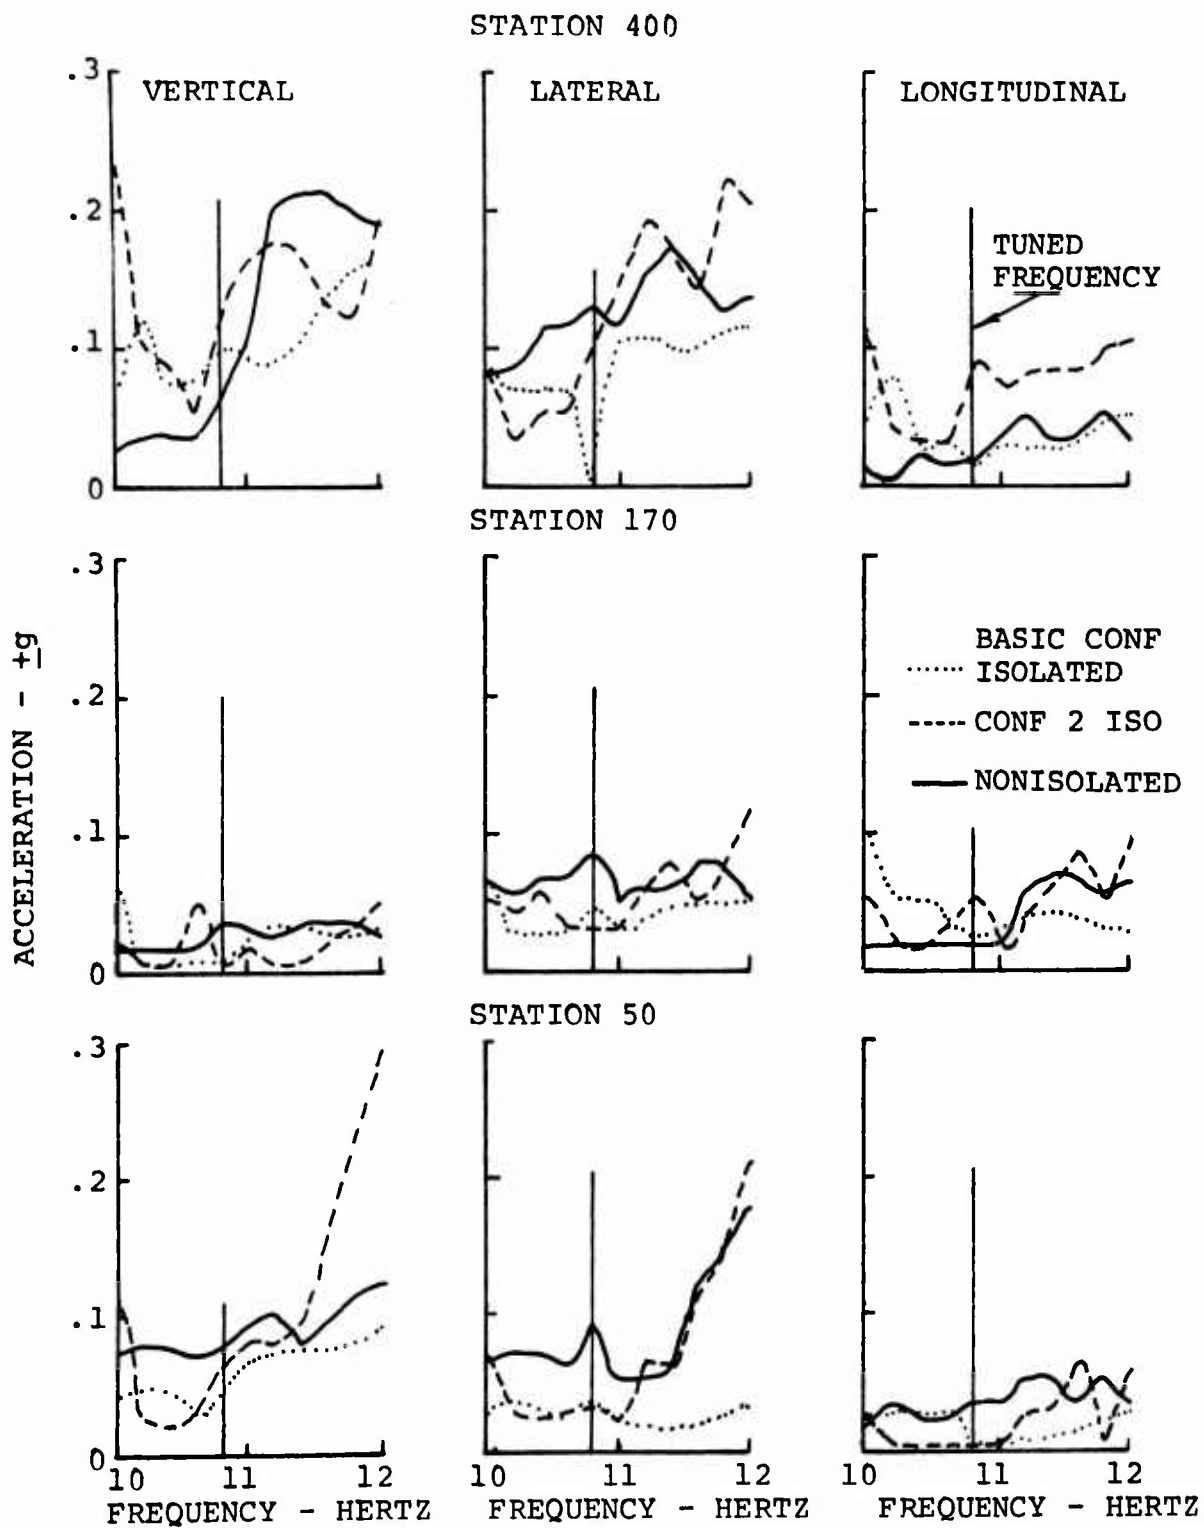 STATION 400
VERTICAL
LATERAL
LONGITUDINAL
.3
.2
.1
0
TUNED
FREQUENCY
STATION 170
.3
.2
.1
0
BASIC CONF
ISOLATED
CONF 2 ISO
NONISOLATED
ACCELERATION - ±g
STATION 50
.3
.2
.1
0
10 11 12
10 11 12
10 11 12
FREQUENCY - HERTZ
FREQUENCY - HERTZ
FREQUENCY - HERTZ